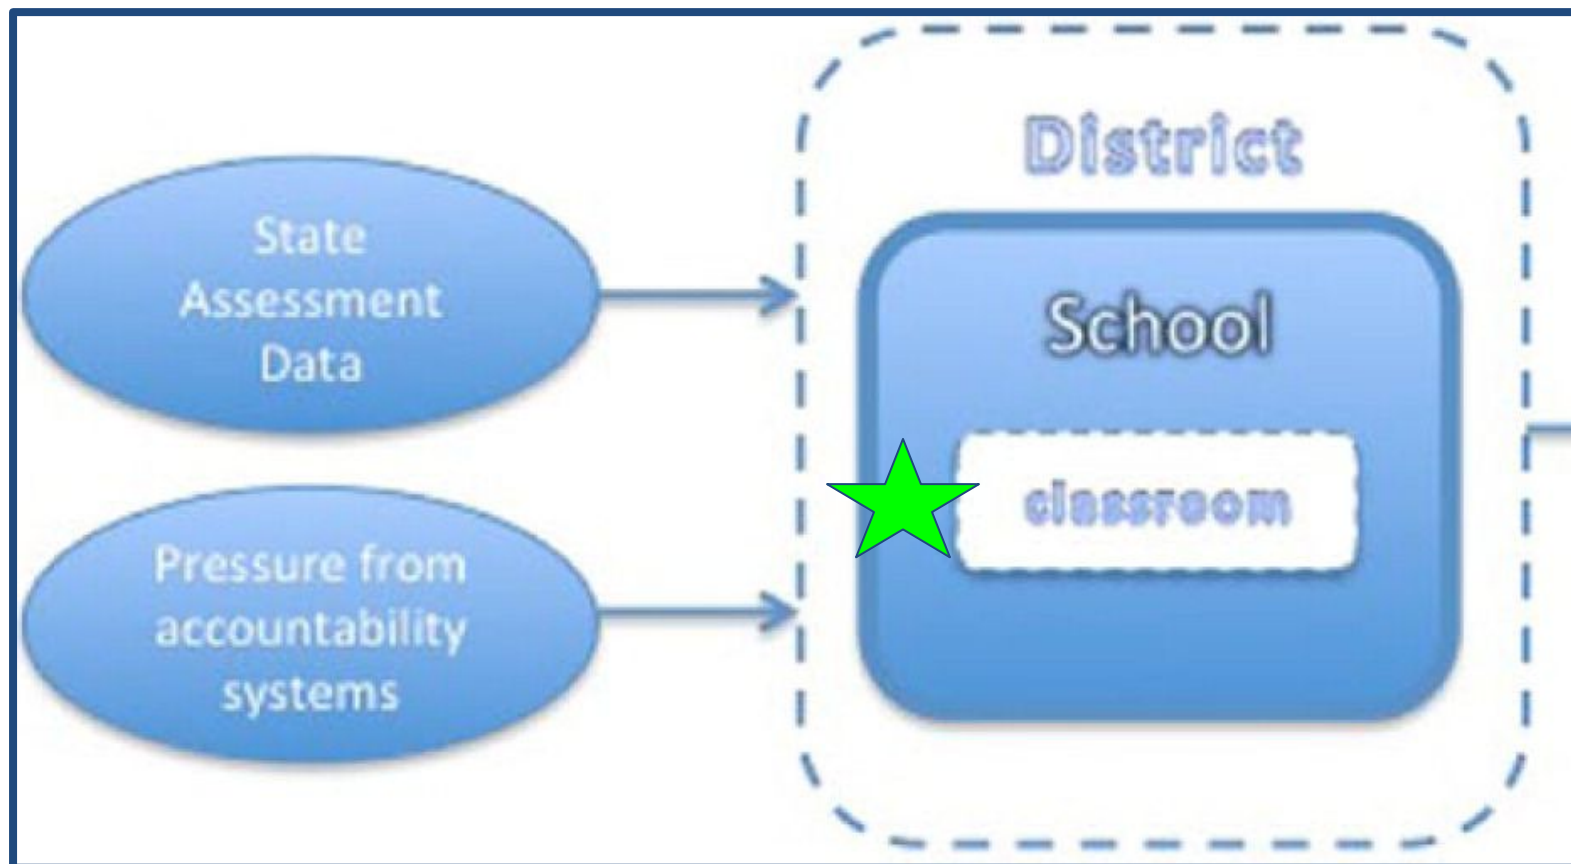 State
Assessment
Data
Pressure from
accountability
systems
District
School
classroom